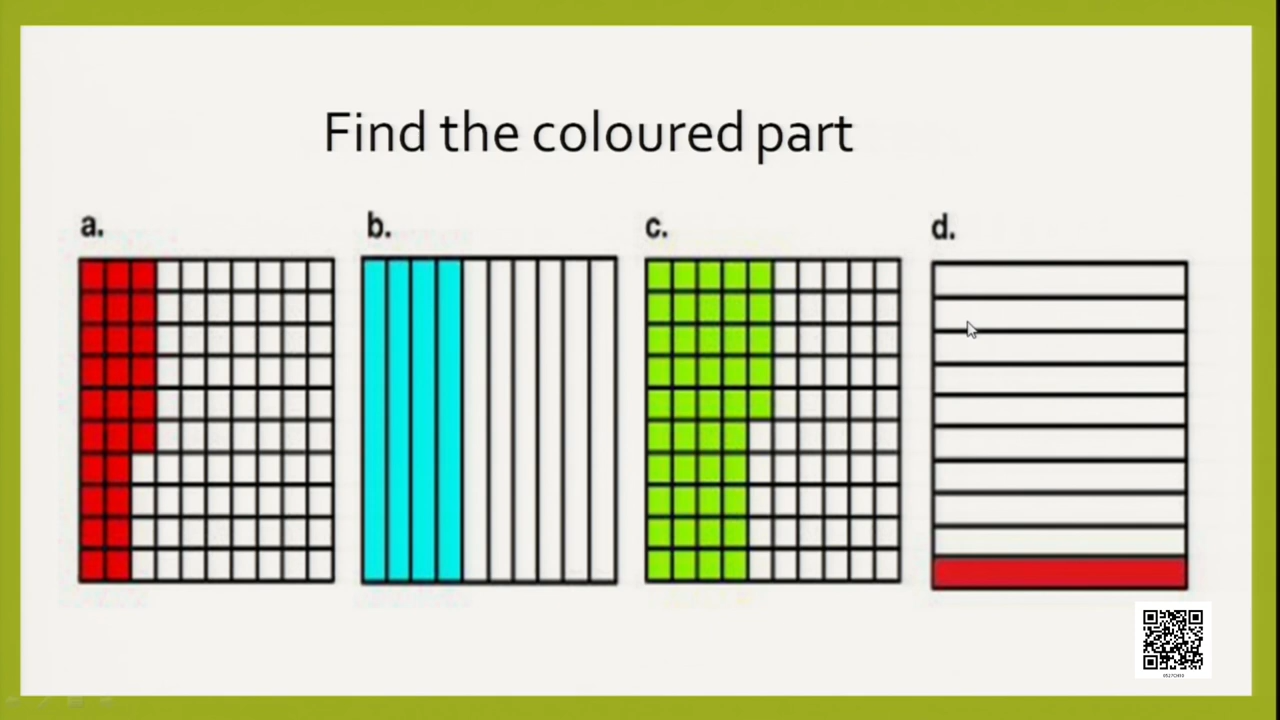 Find the coloured part
a.
b.
c.
d.